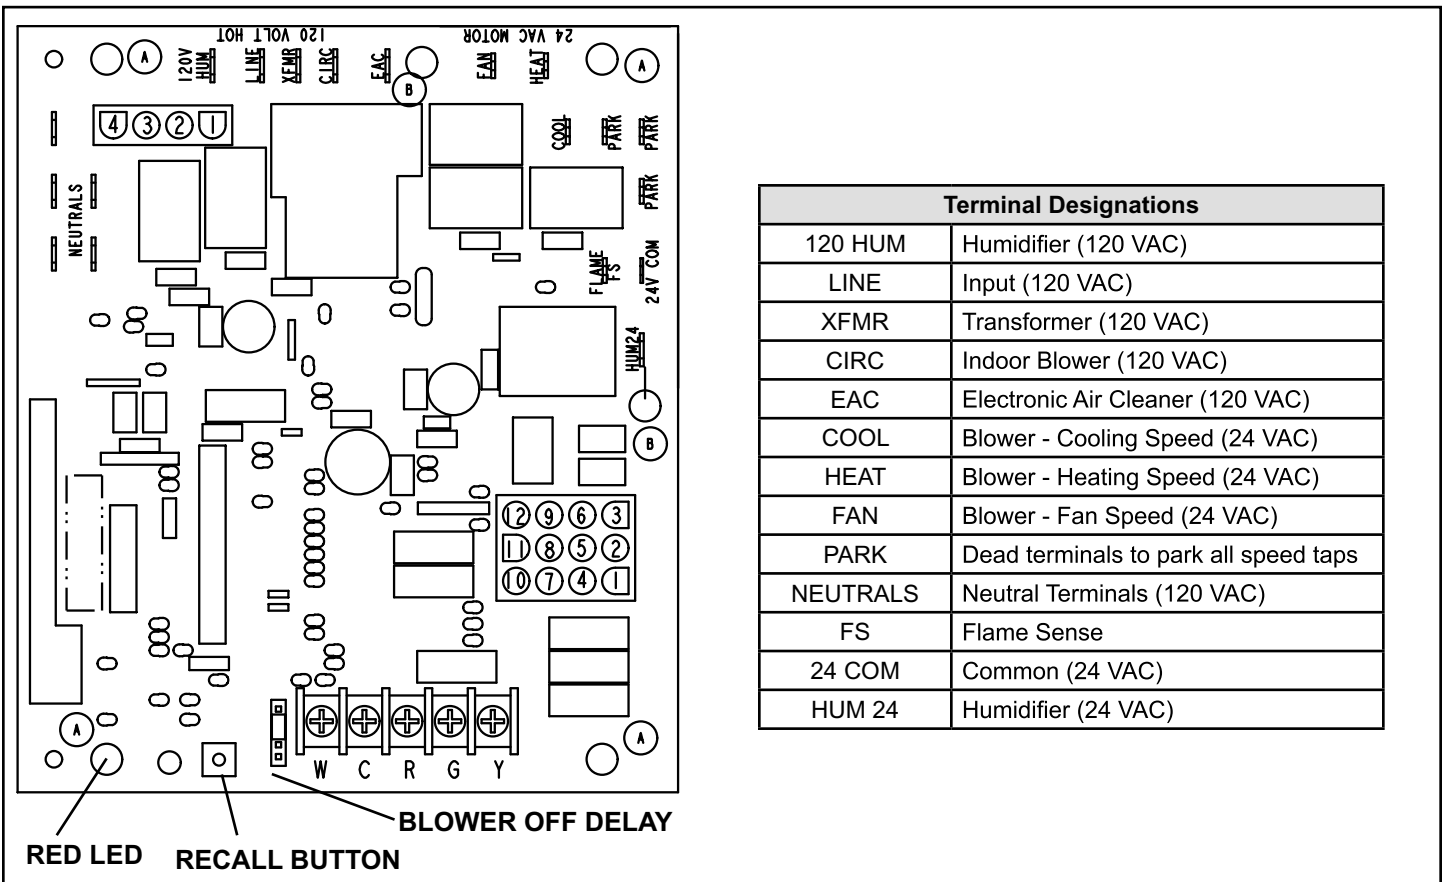 120 VOLT HOT
24 VAC MOTOR
A
120V HUM
LINE
XFMR
CIRC
EAC
B
FAN
HEAT
A
4 3 2 1
COOL
PARK
PARK
NEUTRALS
PARK
FLAME FS
24V COM
HUM24
B
12 9 6 3
11 8 5 2
10 7 4 1
A
A
W C R G Y
BLOWER OFF DELAY
RED LED
RECALL BUTTON
Terminal Designations
120 HUM Humidifier (120 VAC)
LINE Input (120 VAC)
XFMR Transformer (120 VAC)
CIRC Indoor Blower (120 VAC)
EAC Electronic Air Cleaner (120 VAC)
COOL Blower - Cooling Speed (24 VAC)
HEAT Blower - Heating Speed (24 VAC)
FAN Blower - Fan Speed (24 VAC)
PARK Dead terminals to park all speed taps
NEUTRALS Neutral Terminals (120 VAC)
FS Flame Sense
24 COM Common (24 VAC)
HUM 24 Humidifier (24 VAC)